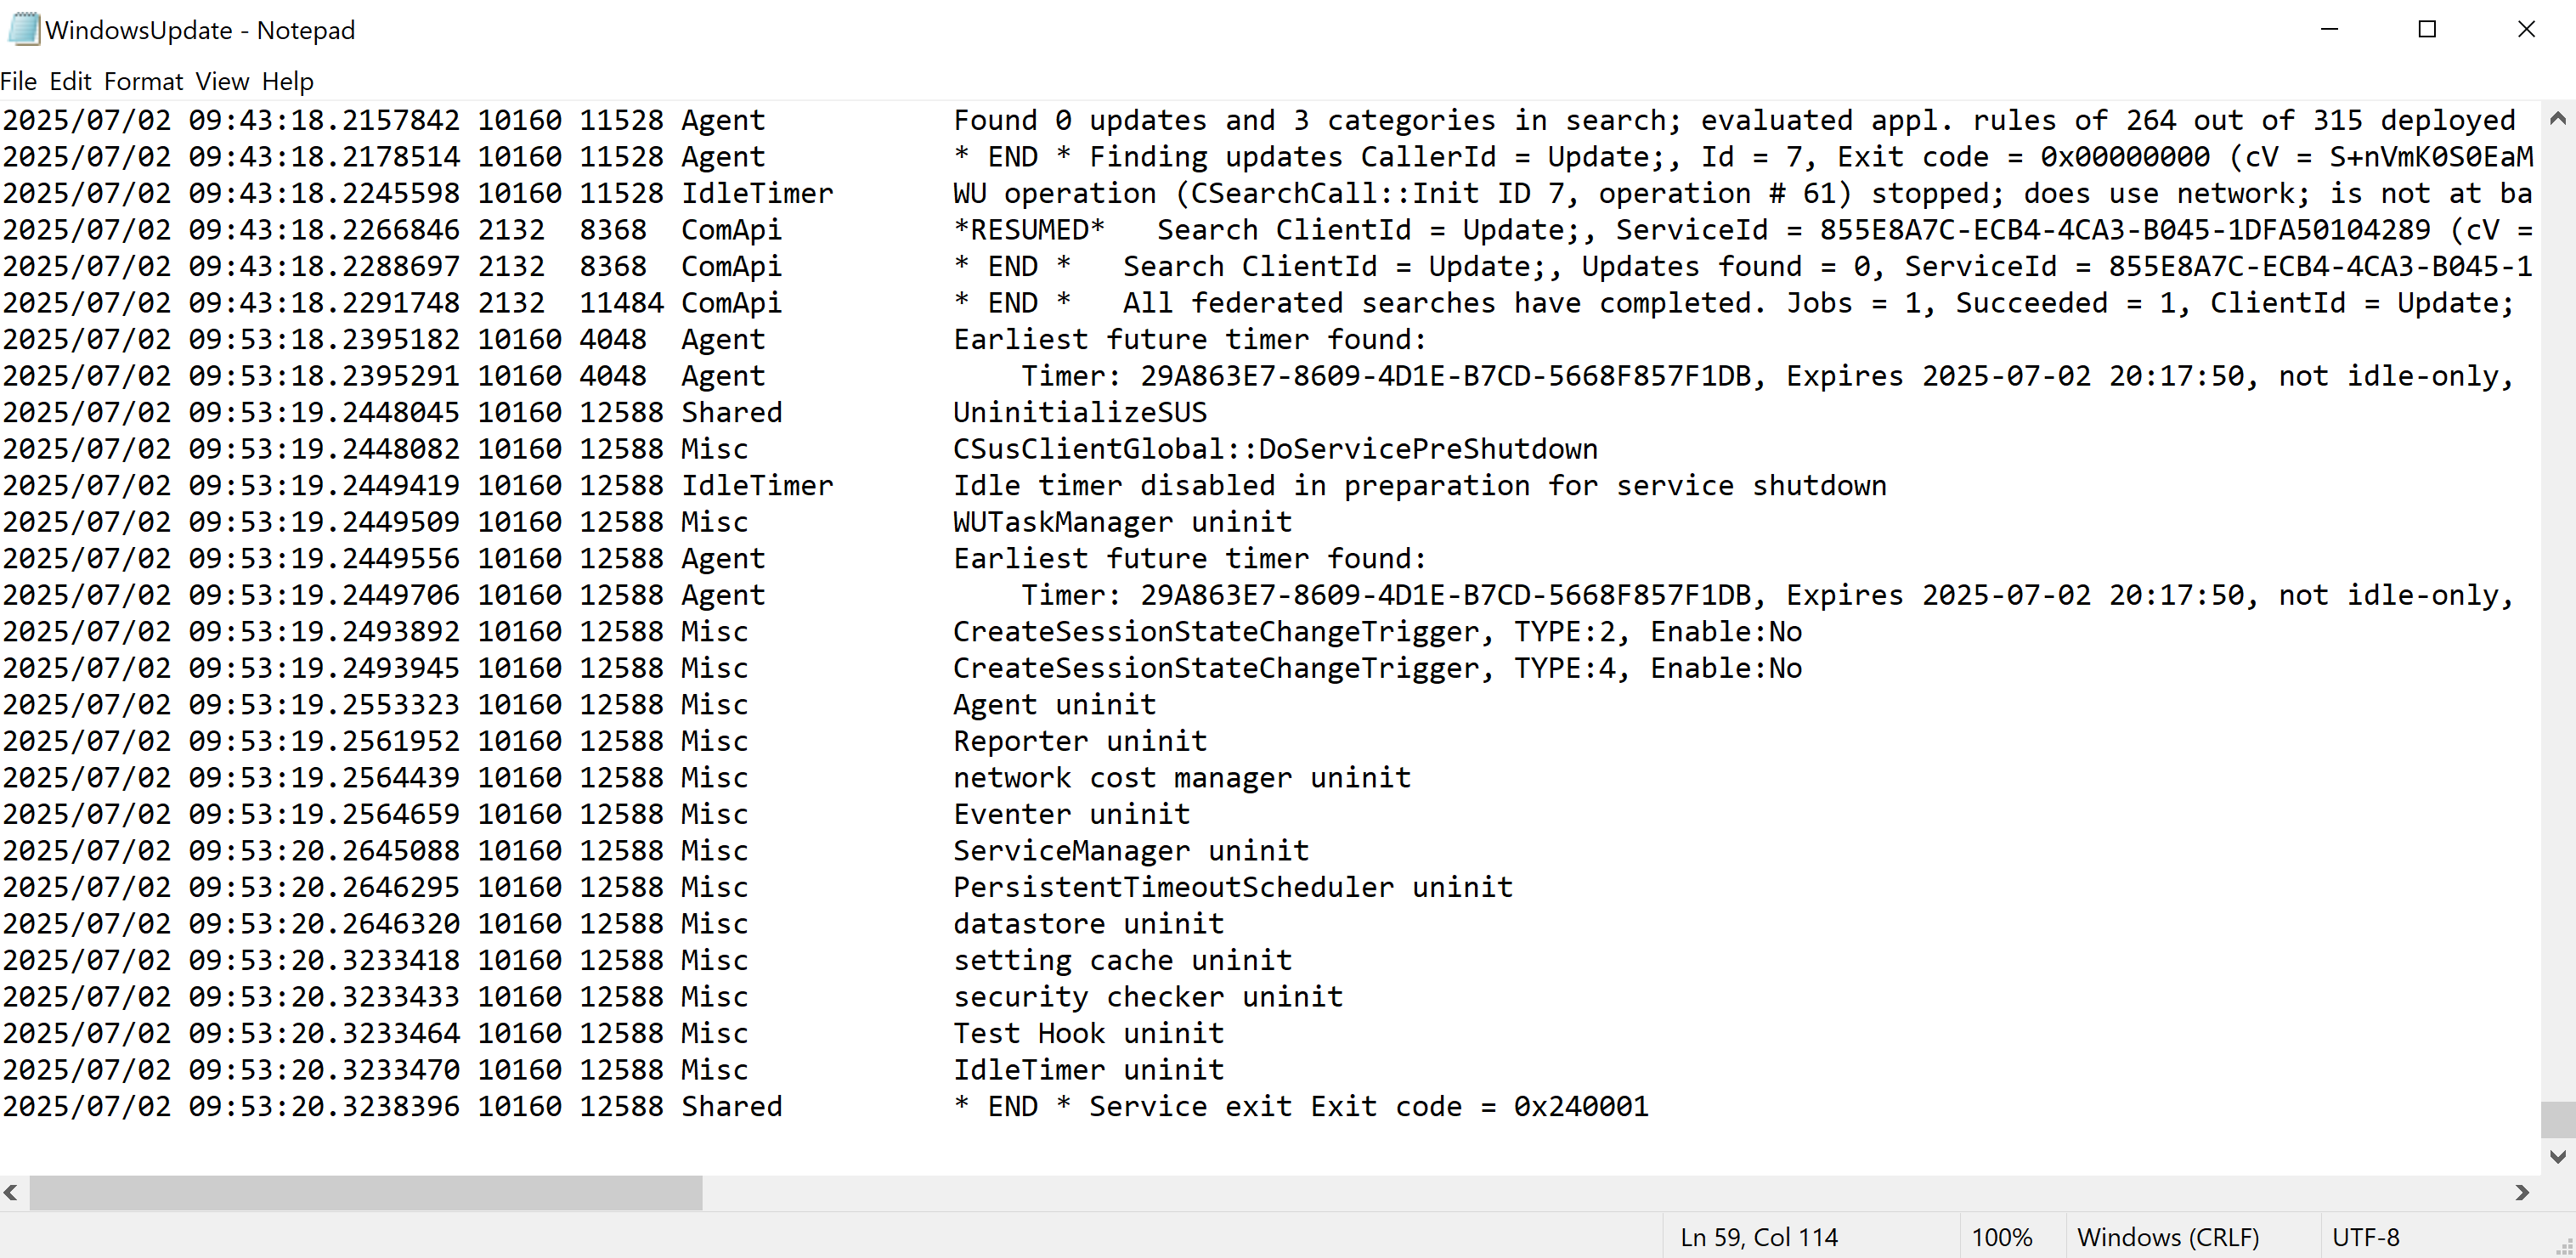 WindowsUpdate - Notepad
File Edit Format View Help
2025/07/02 09:43:18.2157842 10160 11528 Agent Found 0 updates and 3 categories in search; evaluated appl. rules of 264 out of 315 deployed
2025/07/02 09:43:18.2178514 10160 11528 Agent * END * Finding updates CallerId = Update;, Id = 7, Exit code = 0x00000000 (cV = S+nVmK0S0EaM
2025/07/02 09:43:18.2245598 10160 11528 IdleTimer WU operation (CSearchCall::Init ID 7, operation # 61) stopped; does use network; is not at ba
2025/07/02 09:43:18.2266846 2132 8368 ComApi *RESUMED* Search ClientId = Update;, ServiceId = 855E8A7C-ECB4-4CA3-B045-1DFA50104289 (cV =
2025/07/02 09:43:18.2288697 2132 8368 ComApi * END * Search ClientId = Update;, Updates found = 0, ServiceId = 855E8A7C-ECB4-4CA3-B045-1
2025/07/02 09:43:18.2291748 2132 11484 ComApi * END * All federated searches have completed. Jobs = 1, Succeeded = 1, ClientId = Update;
2025/07/02 09:53:18.2395182 10160 4048 Agent Earliest future timer found:
2025/07/02 09:53:18.2395291 10160 4048 Agent Timer: 29A863E7-8609-4D1E-B7CD-5668F857F1DB, Expires 2025-07-02 20:17:50, not idle-only,
2025/07/02 09:53:19.2448045 10160 12588 Shared UninitializeSUS
2025/07/02 09:53:19.2448082 10160 12588 Misc CSusClientGlobal::DoServicePreShutdown
2025/07/02 09:53:19.2449419 10160 12588 IdleTimer Idle timer disabled in preparation for service shutdown
2025/07/02 09:53:19.2449509 10160 12588 Misc WUTaskManager uninit
2025/07/02 09:53:19.2449556 10160 12588 Agent Earliest future timer found:
2025/07/02 09:53:19.2449706 10160 12588 Agent Timer: 29A863E7-8609-4D1E-B7CD-5668F857F1DB, Expires 2025-07-02 20:17:50, not idle-only,
2025/07/02 09:53:19.2493892 10160 12588 Misc CreateSessionStateChangeTrigger, TYPE:2, Enable:No
2025/07/02 09:53:19.2493945 10160 12588 Misc CreateSessionStateChangeTrigger, TYPE:4, Enable:No
2025/07/02 09:53:19.2553323 10160 12588 Misc Agent uninit
2025/07/02 09:53:19.2561952 10160 12588 Misc Reporter uninit
2025/07/02 09:53:19.2564439 10160 12588 Misc network cost manager uninit
2025/07/02 09:53:19.2564659 10160 12588 Misc Eventer uninit
2025/07/02 09:53:20.2645088 10160 12588 Misc ServiceManager uninit
2025/07/02 09:53:20.2646295 10160 12588 Misc PersistentTimeoutScheduler uninit
2025/07/02 09:53:20.2646320 10160 12588 Misc datastore uninit
2025/07/02 09:53:20.3233418 10160 12588 Misc setting cache uninit
2025/07/02 09:53:20.3233433 10160 12588 Misc security checker uninit
2025/07/02 09:53:20.3233464 10160 12588 Misc Test Hook uninit
2025/07/02 09:53:20.3233470 10160 12588 Misc IdleTimer uninit
2025/07/02 09:53:20.3238396 10160 12588 Shared * END * Service exit Exit code = 0x240001
Ln 59, Col 114 100% Windows (CRLF) UTF-8